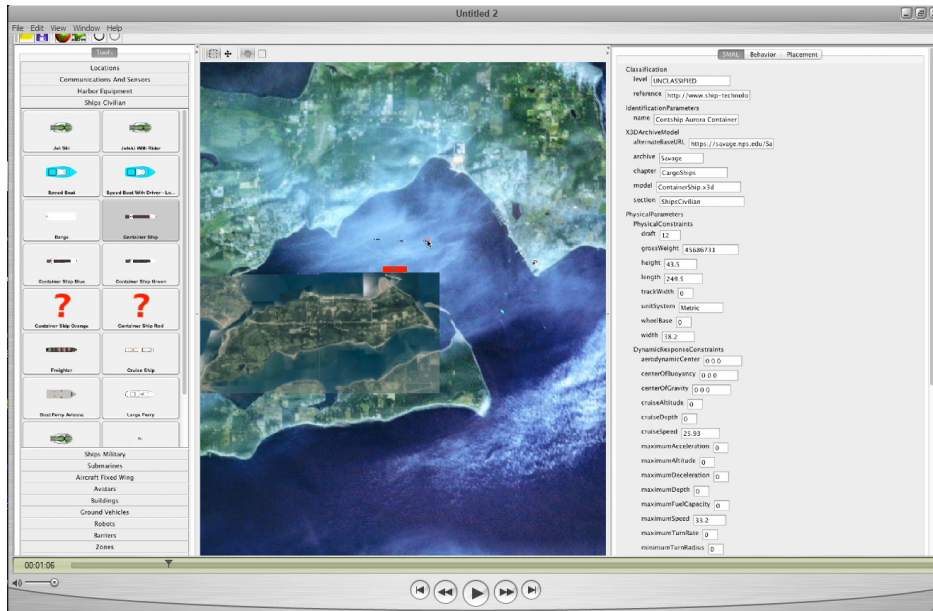 Untitled 2
File Edit View Window Help
Tools
Locations
Communications And Sensors
Harbor Equipment
Ships Civilian
Jet Ski
Jetski With Rider
Speed Boat
Speed Boat With Driver - Lo...
Barge
Container Ship
Container Ship Blue
Container Ship Green
?
?
Container Ship Orange
Container Ship Red
Freighter
Cruise Ship
Large Ferry
Ships Military
Submarines
Aircraft Fixed Wing
Avatars
Buildings
Ground Vehicles
Robots
Barriers
Zones
SMAL Behavior Placement
Classification
level UNCLASSIFIED
reference http://www.ship-technolo
IdentificationParameters
name Contship Aurora Container
X3DArchiveModel
alternateBaseURL https://savage.nps.edu/Sa
archive Savage
chapter CargoShips
model ContainerShip.x3d
section ShipsCivilian
PhysicalParameters
PhysicalConstraints
draft 12
grossWeight 45686731
height 43.5
length 249.5
trackWidth 0
unitSystem Metric
wheelBase 0
width 38.2
DynamicResponseConstraints
aerodynamicCenter 0 0 0
centerOfBuoyancy 0 0 0
centerOfGravity 0 0 0
cruiseAltitude 0
cruiseDepth 0
cruiseSpeed 25.93
maximumAcceleration 0
maximumAltitude 0
maximumDeceleration 0
maximumDepth 0
maximumFuelCapacity 0
maximumSpeed 33.2
maximumTurnRate 0
minimumTurnRadius 0
00:01:06